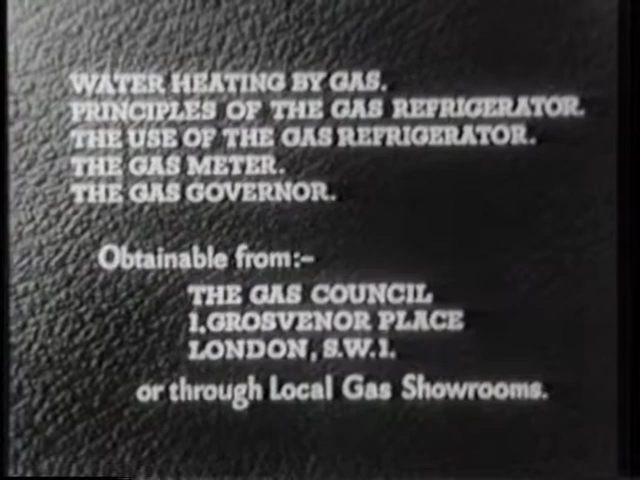 WATER HEATING BY GAS.
PRINCIPLES OF THE GAS REFRIGERATOR.
THE USE OF THE GAS REFRIGERATOR.
THE GAS METER.
THE GAS GOVERNOR.
Obtainable from:-
THE GAS COUNCIL
1, GROSVENOR PLACE
LONDON, S.W.1.
or through Local Gas Showrooms.